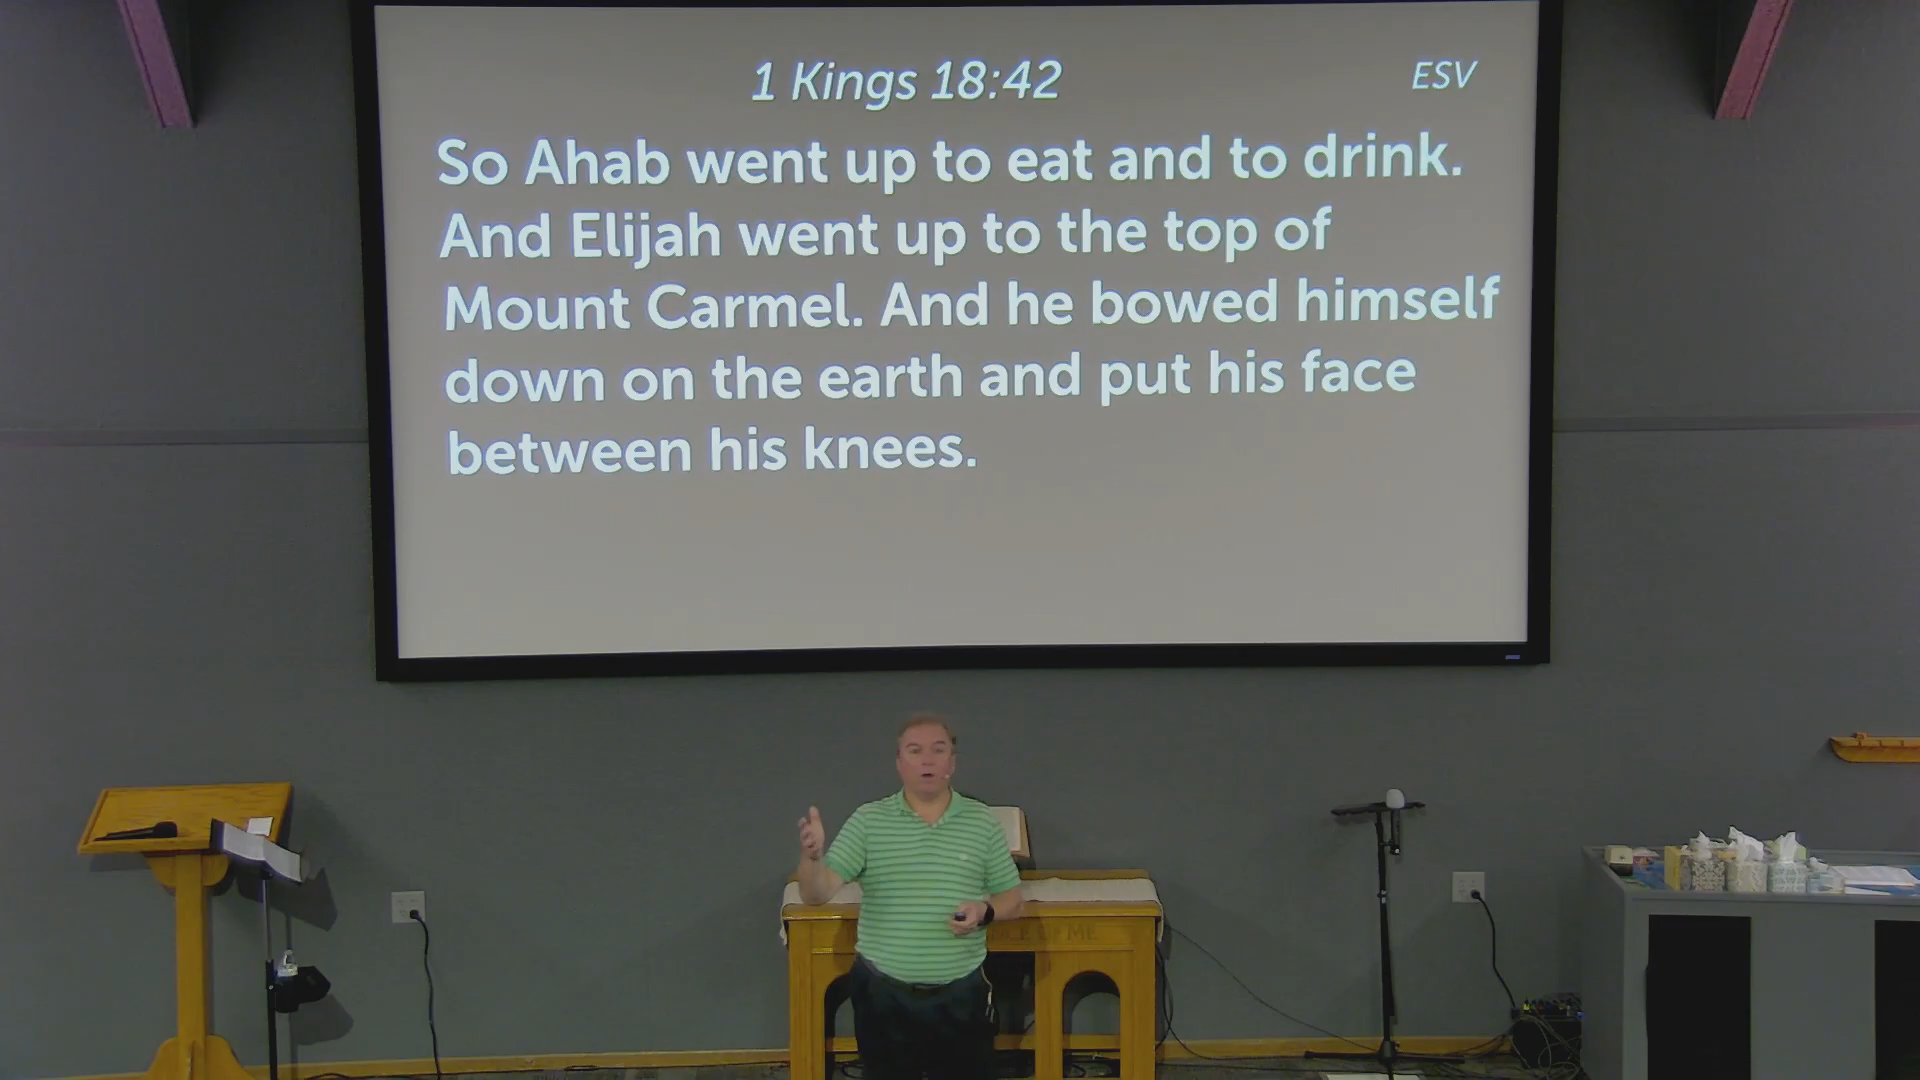 1 Kings 18:42
ESV
So Ahab went up to eat and to drink.
And Elijah went up to the top of
Mount Carmel. And he bowed himself
down on the earth and put his face
between his knees.
OF ME